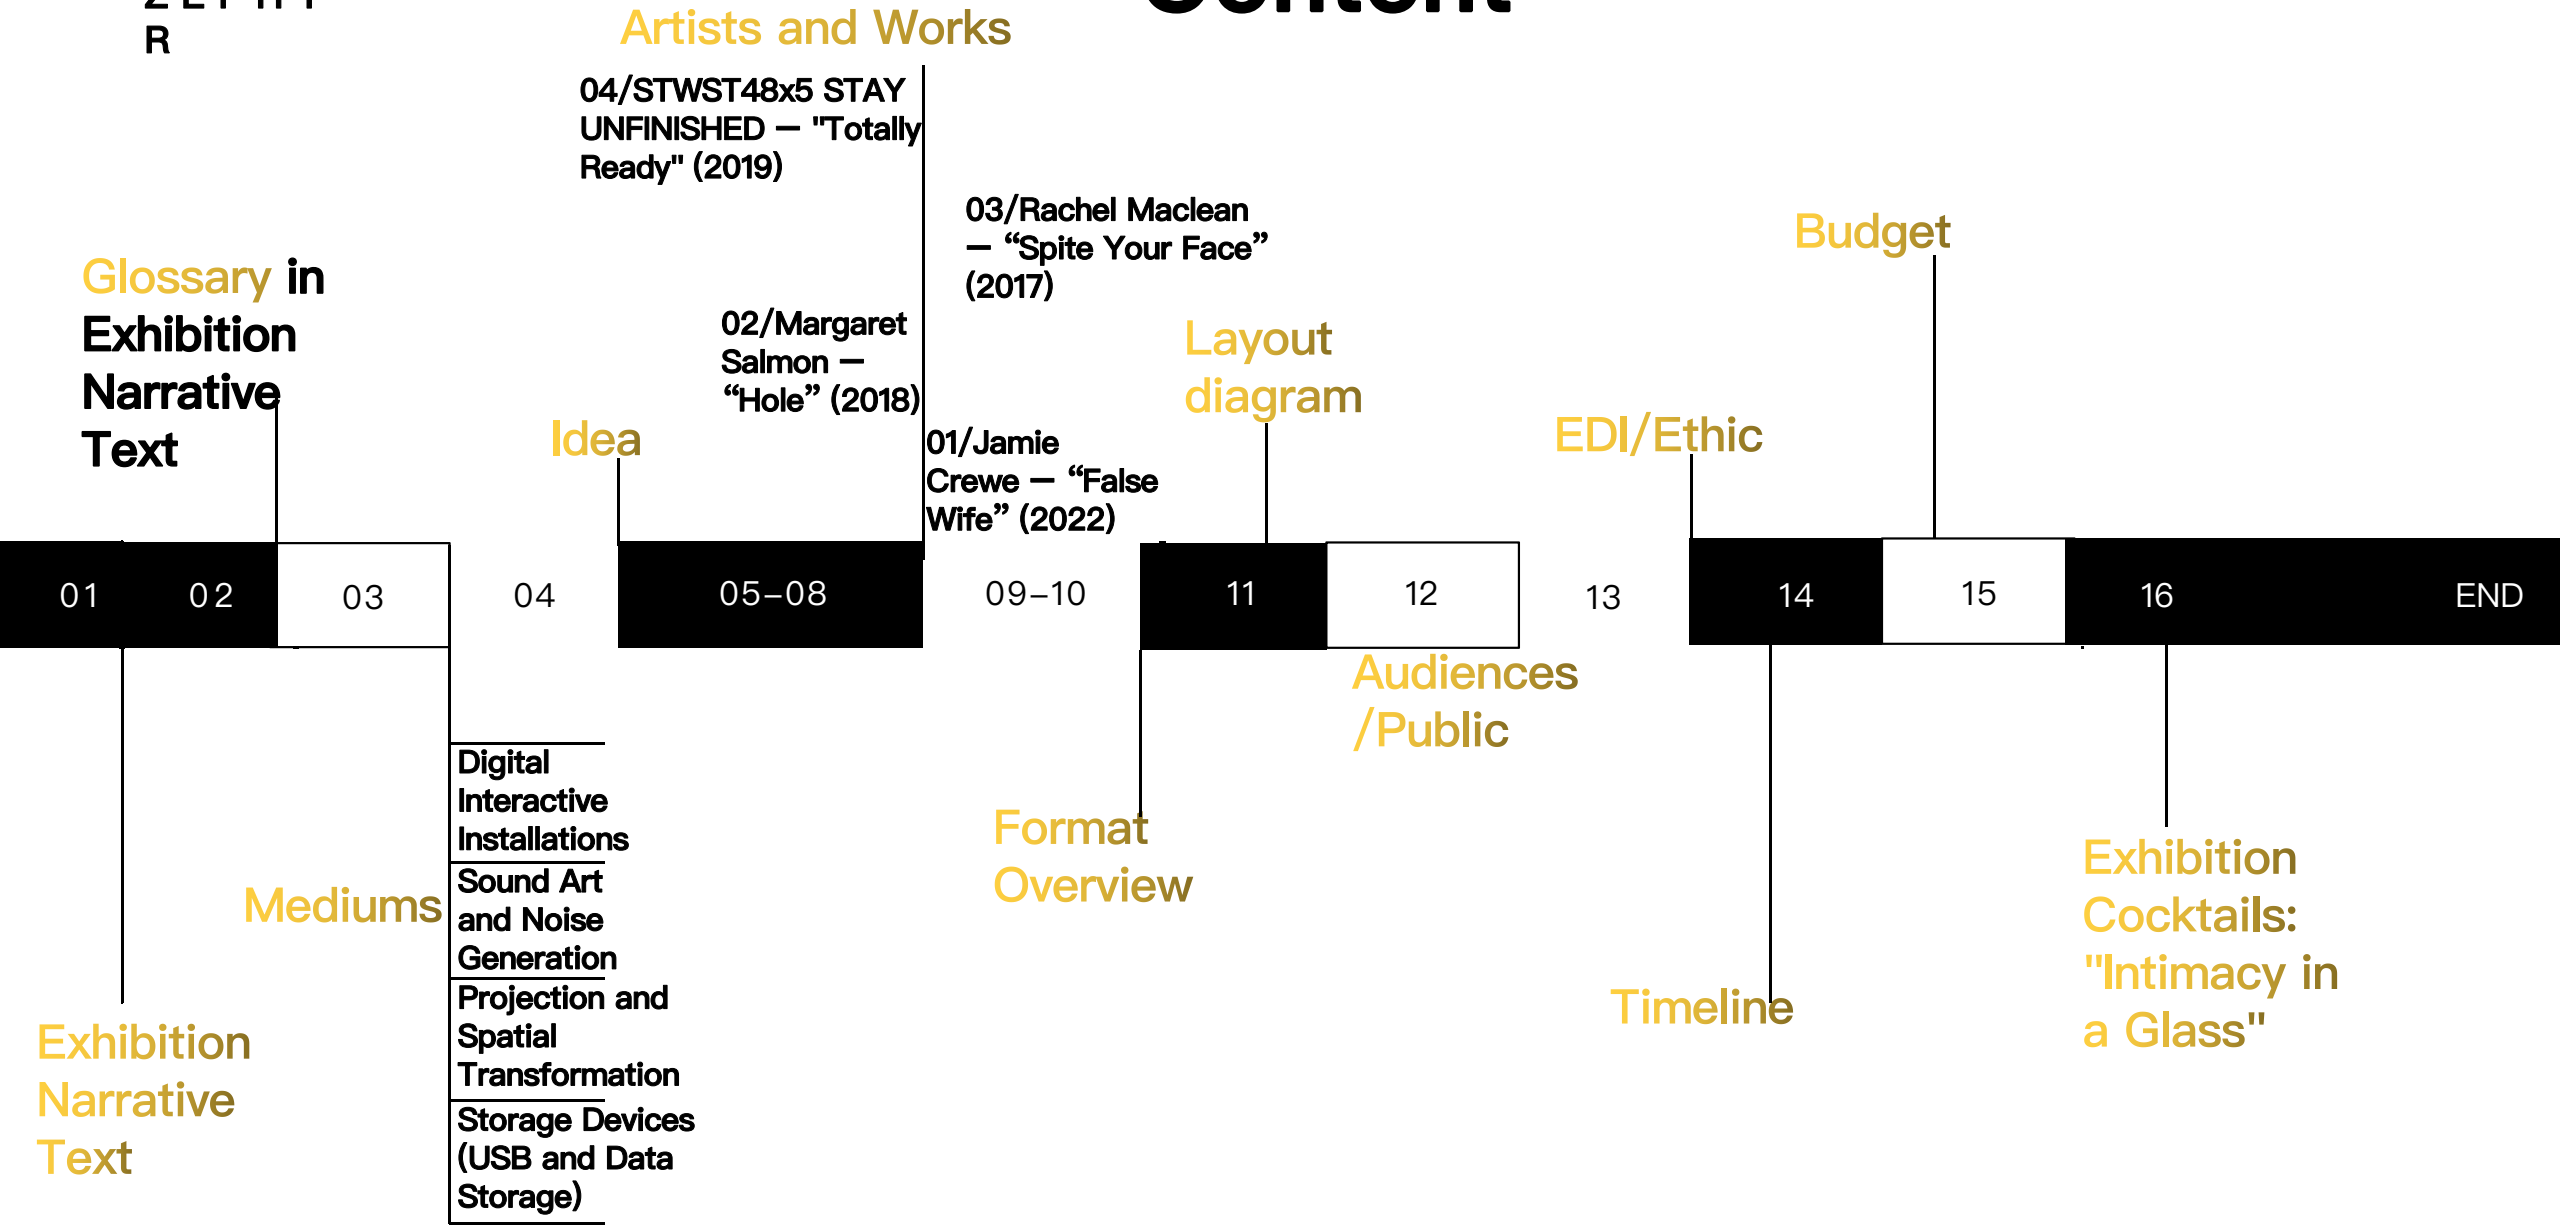 R
Content
Artists and Works
04/STWST48x5 STAY
UNFINISHED — "Totally
Ready" (2019)
03/Rachel Maclean
— “Spite Your Face”
(2017)
02/Margaret
Salmon —
“Hole” (2018)
01/Jamie
Crewe — “False
Wife” (2022)
Glossary in
Exhibition
Narrative
Text
Idea
Layout
diagram
EDI/Ethic
Budget
01 02 03 04 05–08 09–10 11 12 13 14 15 16 END
Exhibition
Narrative
Text
Mediums
Digital
Interactive
Installations
Sound Art
and Noise
Generation
Projection and
Spatial
Transformation
Storage Devices
(USB and Data
Storage)
Format
Overview
Audiences
/Public
Timeline
Exhibition
Cocktails:
"Intimacy in
a Glass"